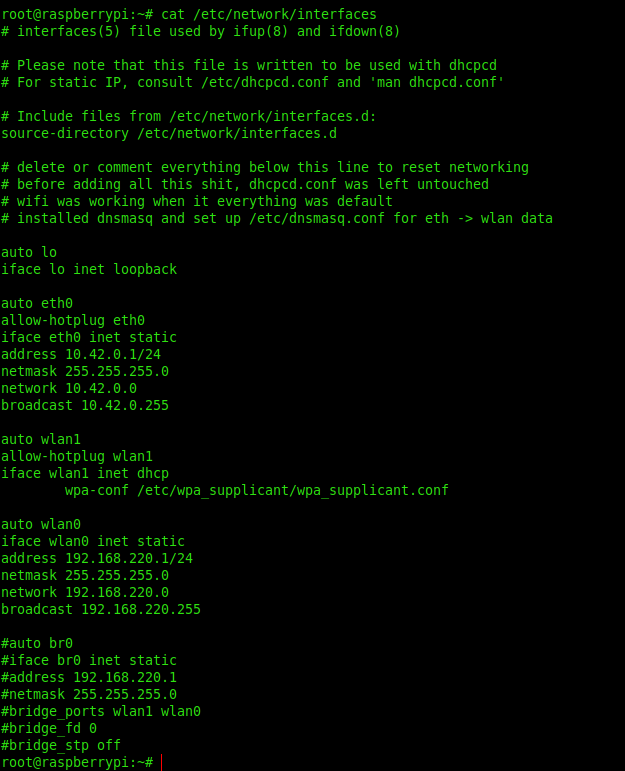 root@raspberrypi:~# cat /etc/network/interfaces
# interfaces(5) file used by ifup(8) and ifdown(8)
# Please note that this file is written to be used with dhcpcd
# For static IP, consult /etc/dhcpcd.conf and 'man dhcpcd.conf'
# Include files from /etc/network/interfaces.d:
source-directory /etc/network/interfaces.d
# delete or comment everything below this line to reset networking
# before adding all this shit, dhcpcd.conf was left untouched
# wifi was working when it everything was default
# installed dnsmasq and set up /etc/dnsmasq.conf for eth -> wlan data
auto lo
iface lo inet loopback
auto eth0
allow-hotplug eth0
iface eth0 inet static
address 10.42.0.1/24
netmask 255.255.255.0
network 10.42.0.0
broadcast 10.42.0.255
auto wlan1
allow-hotplug wlan1
iface wlan1 inet dhcp
        wpa-conf /etc/wpa_supplicant/wpa_supplicant.conf
auto wlan0
iface wlan0 inet static
address 192.168.220.1/24
netmask 255.255.255.0
network 192.168.220.0
broadcast 192.168.220.255
#auto br0
#iface br0 inet static
#address 192.168.220.1
#netmask 255.255.255.0
#bridge_ports wlan1 wlan0
#bridge_fd 0
#bridge_stp off
root@raspberrypi:~#